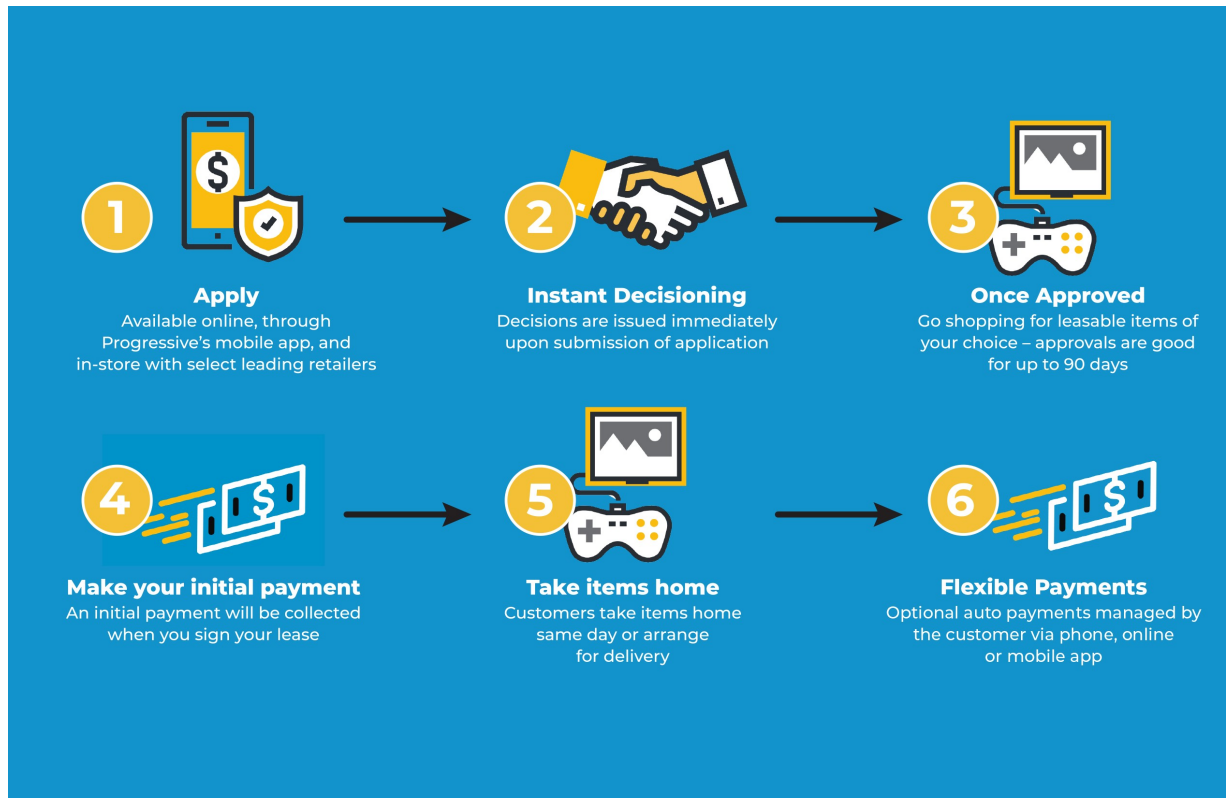 1
Apply
Available online, through
Progressive's mobile app, and
in-store with select leading retailers
2
Instant Decisioning
Decisions are issued immediately
upon submission of application
3
Once Approved
Go shopping for leasable items of
your choice – approvals are good
for up to 90 days
4
Make your initial payment
An initial payment will be collected
when you sign your lease
5
Take items home
Customers take items home
same day or arrange
for delivery
6
Flexible Payments
Optional auto payments managed by
the customer via phone, online
or mobile app